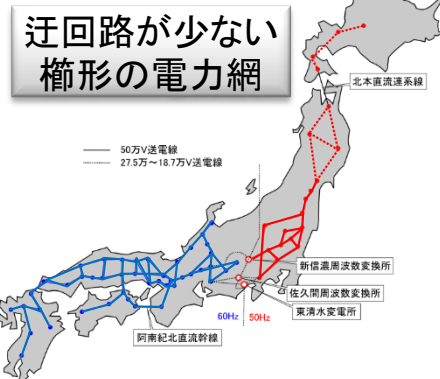 迂回路が少ない
櫛形の電力網
北本直流連系線
50万V送電線
27.5万～18.7万V送電線
新信濃周波数変換所
佐久間周波数変換所
60Hz
50Hz
東清水変電所
阿南紀北直流幹線